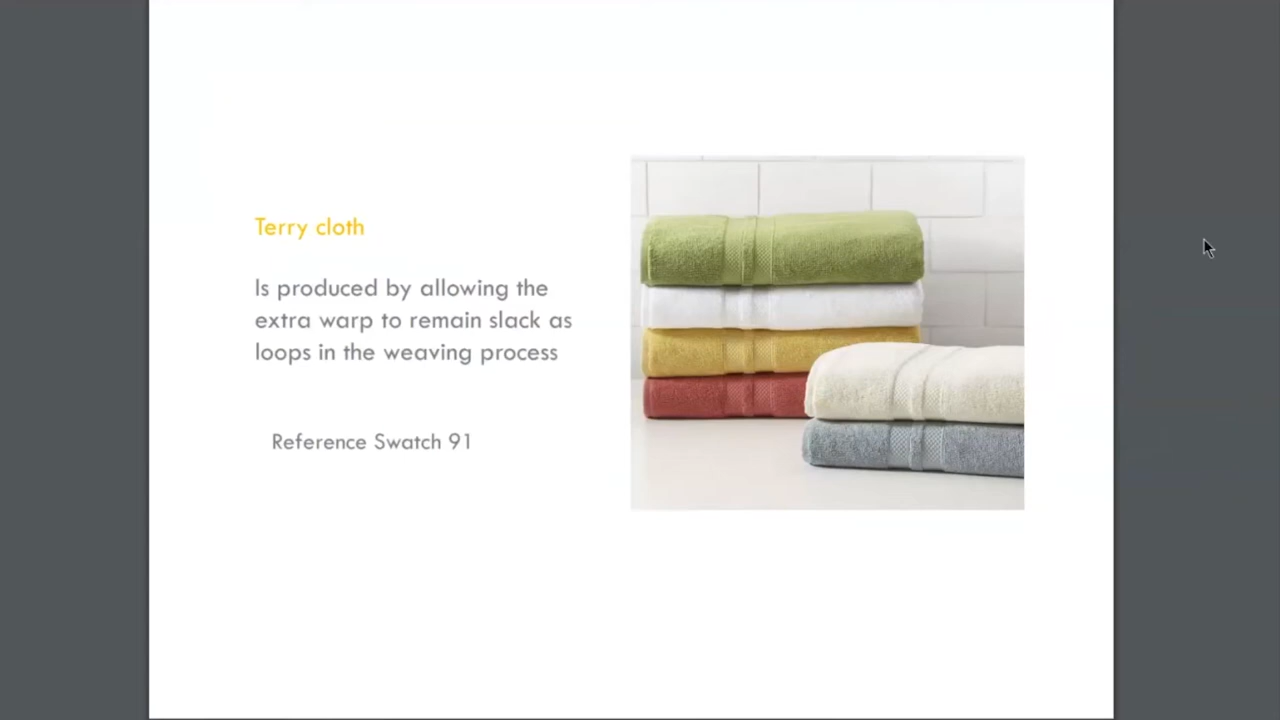 Terry cloth
Is produced by allowing the
extra warp to remain slack as
loops in the weaving process
Reference Swatch 91